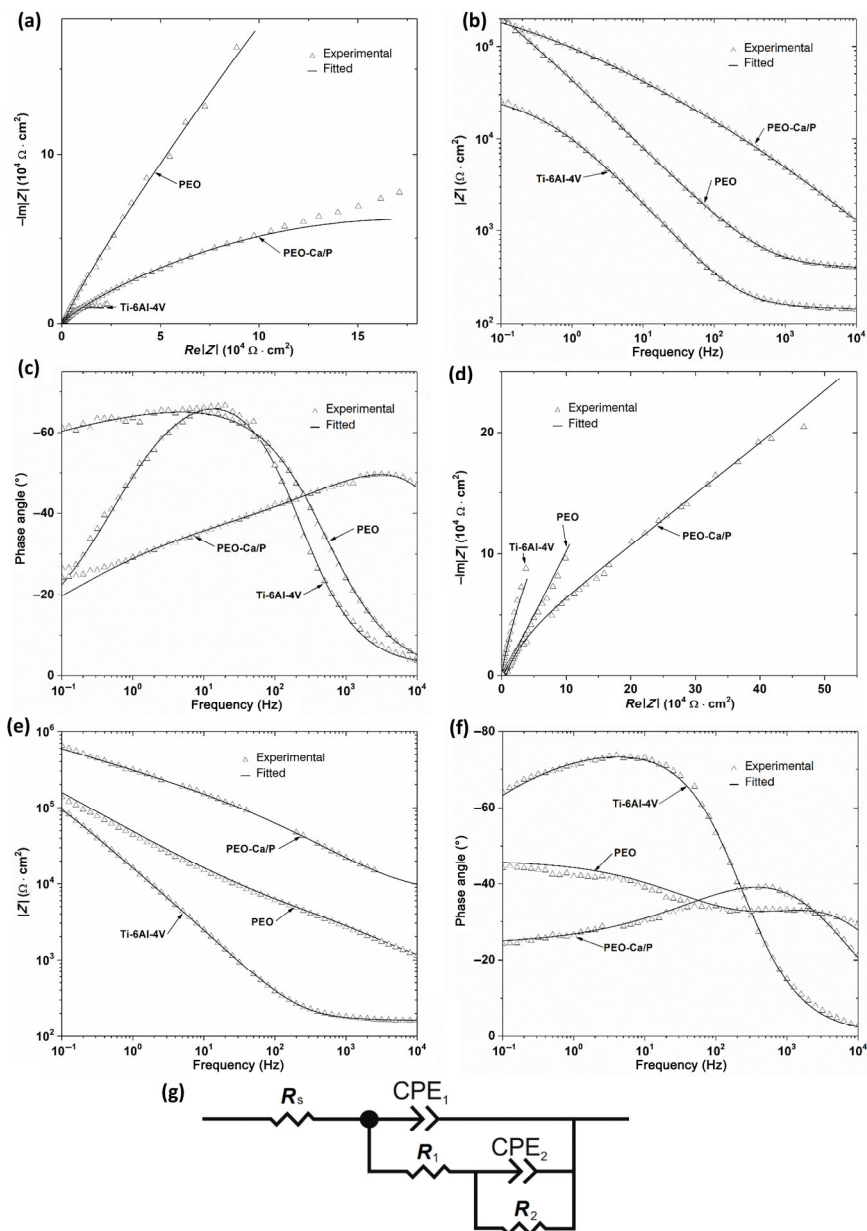 (a)
△ Experimental
— Fitted
−Im|Z| (10⁴ Ω · cm²)
10
0
PEO
PEO-Ca/P
Ti-6Al-4V
0 5 10 15
Re|Z| (10⁴ Ω · cm²)
(b)
△ Experimental
— Fitted
|Z| (Ω · cm²)
10⁵
10⁴
10³
10²
PEO-Ca/P
PEO
Ti-6Al-4V
10⁻¹ 10⁰ 10¹ 10² 10³ 10⁴
Frequency (Hz)
(c)
△ Experimental
— Fitted
Phase angle (°)
−60
−40
−20
0
PEO
PEO-Ca/P
Ti-6Al-4V
10⁻¹ 10⁰ 10¹ 10² 10³ 10⁴
Frequency (Hz)
(d)
△ Experimental
— Fitted
−Im|Z| (10⁴ Ω · cm²)
20
10
0
PEO
Ti-6Al-4V
PEO-Ca/P
0 10 20 30 40 50
Re|Z| (10⁴ Ω · cm²)
(e)
△ Experimental
— Fitted
|Z| (Ω · cm²)
10⁶
10⁵
10⁴
10³
10²
PEO-Ca/P
PEO
Ti-6Al-4V
10⁻¹ 10⁰ 10¹ 10² 10³ 10⁴
Frequency (Hz)
(f)
△ Experimental
— Fitted
Phase angle (°)
−80
−60
−40
−20
0
Ti-6Al-4V
PEO
PEO-Ca/P
10⁻¹ 10⁰ 10¹ 10² 10³ 10⁴
Frequency (Hz)
(g)
Rₛ
CPE₁
R₁
CPE₂
R₂